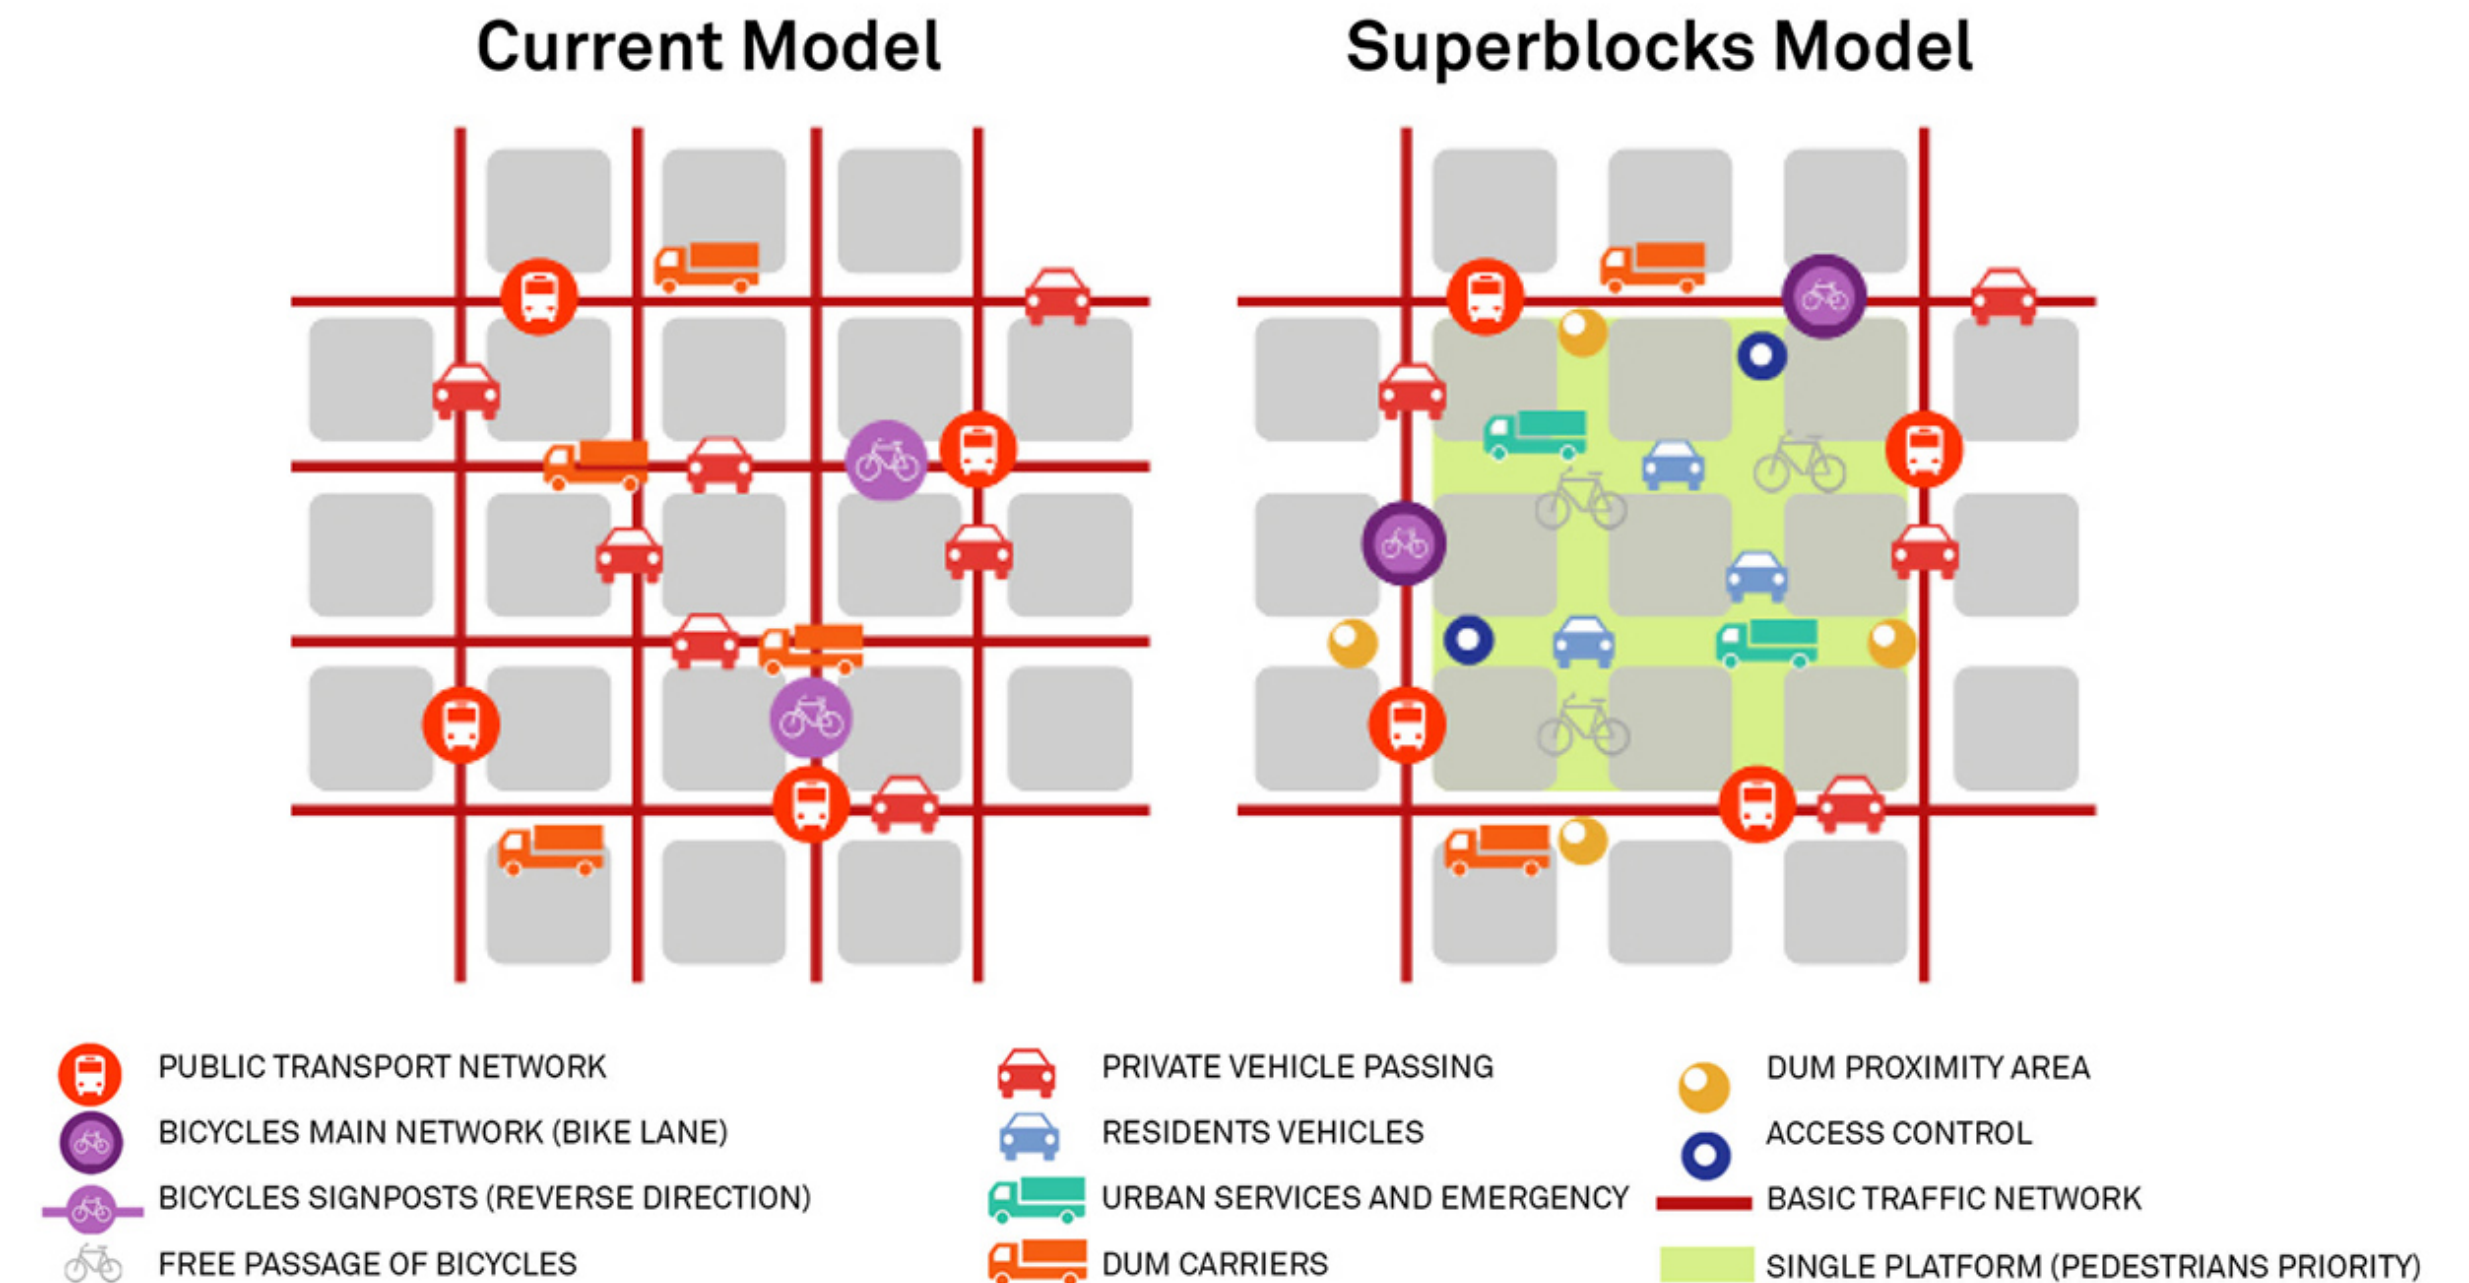 Current Model
Superblocks Model
PUBLIC TRANSPORT NETWORK
BICYCLES MAIN NETWORK (BIKE LANE)
BICYCLES SIGNPOSTS (REVERSE DIRECTION)
FREE PASSAGE OF BICYCLES
PRIVATE VEHICLE PASSING
RESIDENTS VEHICLES
URBAN SERVICES AND EMERGENCY
DUM CARRIERS
DUM PROXIMITY AREA
ACCESS CONTROL
BASIC TRAFFIC NETWORK
SINGLE PLATFORM (PEDESTRIANS PRIORITY)